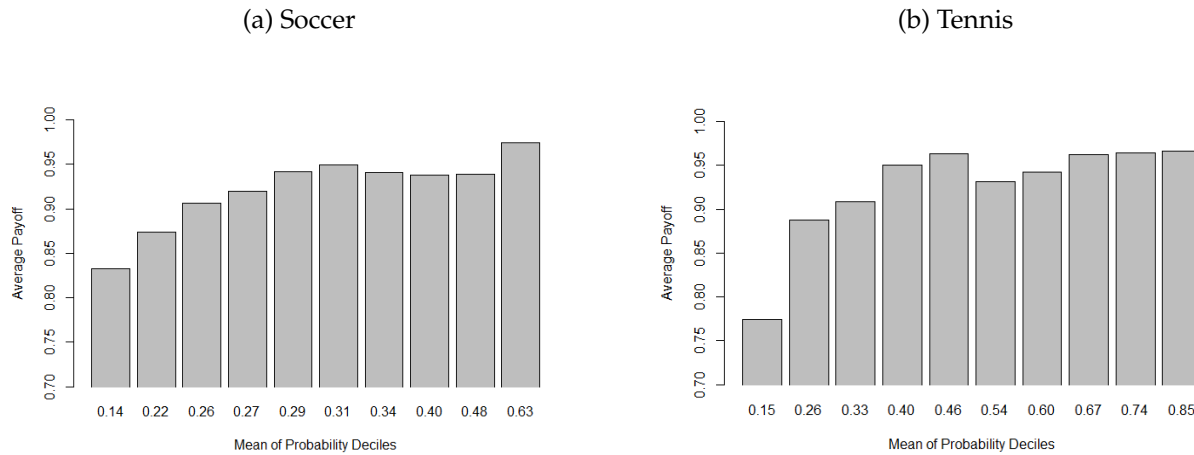 (a) Soccer
1.00
0.95
0.90
0.85
0.80
0.75
0.70
Average Payoff
0.14 0.22 0.26 0.27 0.29 0.31 0.34 0.40 0.48 0.63
Mean of Probability Deciles
(b) Tennis
1.00
0.95
0.90
0.85
0.80
0.75
0.70
Average Payoff
0.15 0.26 0.33 0.40 0.46 0.54 0.60 0.67 0.74 0.85
Mean of Probability Deciles